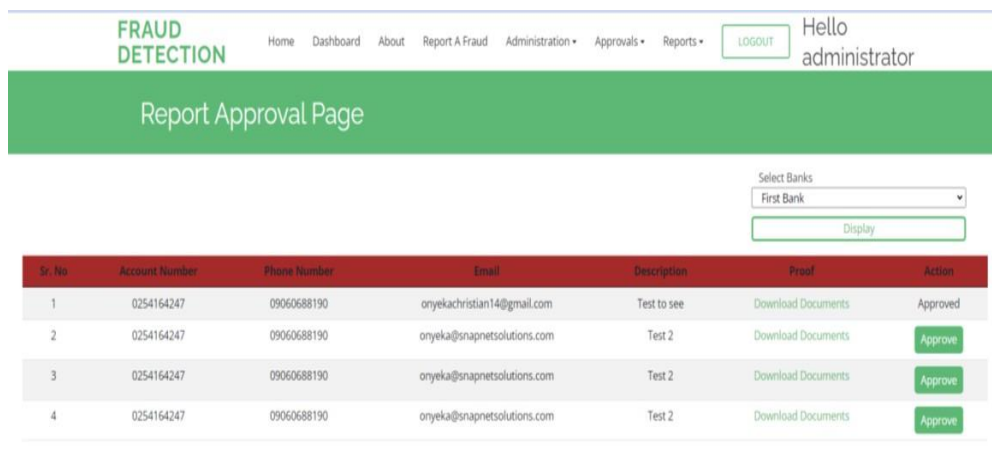 FRAUD
DETECTION
Home Dashboard About Report A Fraud Administration Approvals Reports LOGOUT
Hello
administrator
Report Approval Page
Select Banks
First Bank
Display
Sr. No Account Number Phone Number Email Description Proof Action
1 0254164247 09060688190 onyekachristian14@gmail.com Test to see Download Documents Approved
2 0254164247 09060688190 onyeka@snapnetsolutions.com Test 2 Download Documents Approve
3 0254164247 09060688190 onyeka@snapnetsolutions.com Test 2 Download Documents Approve
4 0254164247 09060688190 onyeka@snapnetsolutions.com Test 2 Download Documents Approve